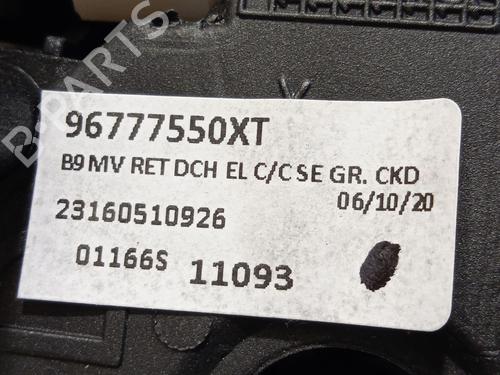 B-PARTS
96777550XT
B9 MV RET DCH EL C/C SE GR. CKD
06/10/20
23160510926
01166S 11093